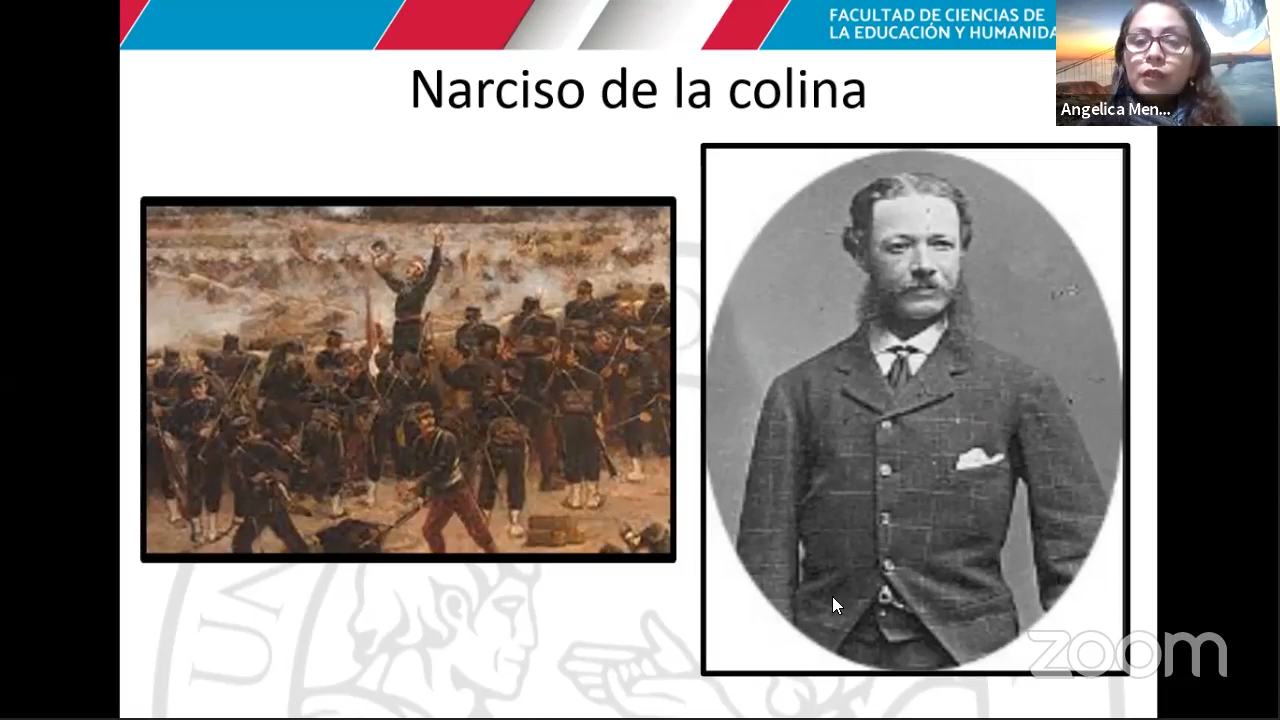 FACULTAD DE CIENCIAS DE
LA EDUCACIÓN Y HUMANIDA
Angelica Men...
Narciso de la colina
zoom